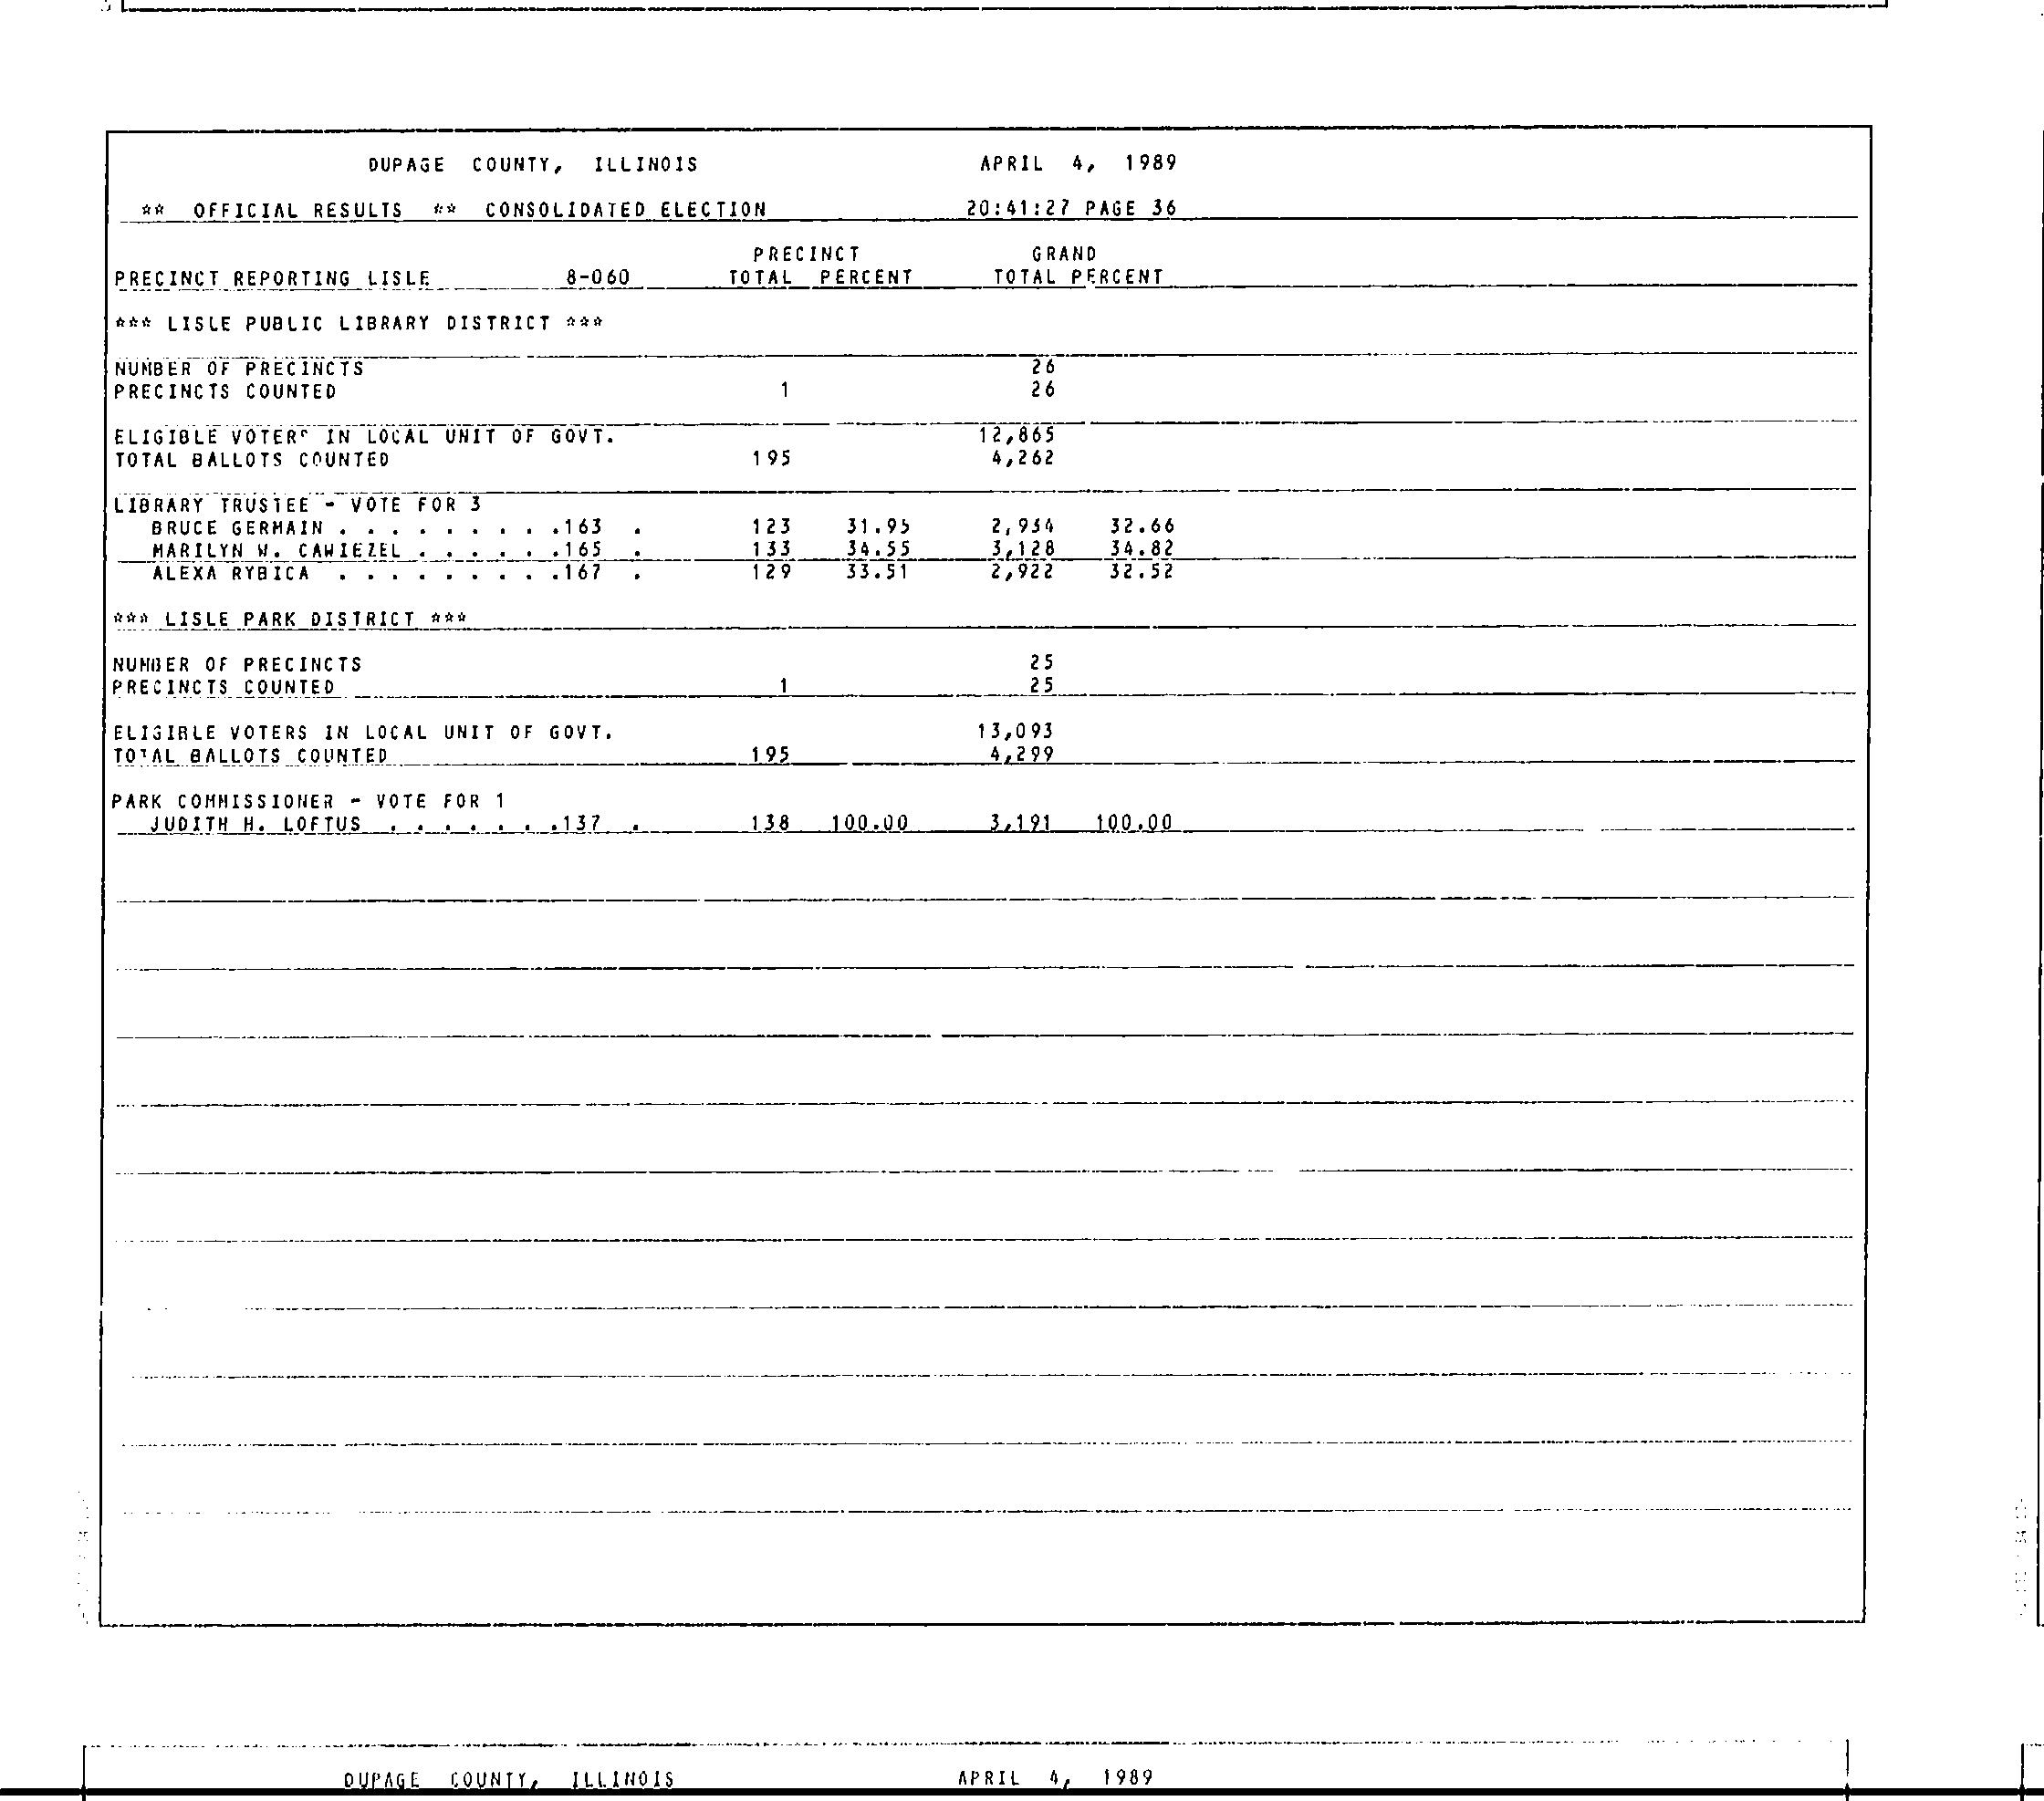 DUPAGE COUNTY, ILLINOIS APRIL 4, 1989
** OFFICIAL RESULTS ** CONSOLIDATED ELECTION 20:41:27 PAGE 36
PRECINCT GRAND
PRECINCT REPORTING LISLE 8-060 TOTAL PERCENT TOTAL PERCENT
*** LISLE PUBLIC LIBRARY DISTRICT ***
NUMBER OF PRECINCTS 26
PRECINCTS COUNTED 1 26
ELIGIBLE VOTERS IN LOCAL UNIT OF GOVT. 12,865
TOTAL BALLOTS COUNTED 195 4,262
LIBRARY TRUSTEE - VOTE FOR 3
BRUCE GERMAIN . . . . . . . . .163 . 123 31.95 2,934 32.66
MARILYN W. CAWIEZEL . . . . . .165 . 133 34.55 3,128 34.82
ALEXA RYBICA . . . . . . . . .167 . 129 33.51 2,922 32.52
*** LISLE PARK DISTRICT ***
NUMBER OF PRECINCTS 25
PRECINCTS COUNTED 1 25
ELIGIBLE VOTERS IN LOCAL UNIT OF GOVT. 13,093
TOTAL BALLOTS COUNTED 195 4,299
PARK COMMISSIONER - VOTE FOR 1
JUDITH H. LOFTUS . . . . . . .137 . 138 100.00 3,191 100.00
DUPAGE COUNTY, ILLINOIS APRIL 4, 1989